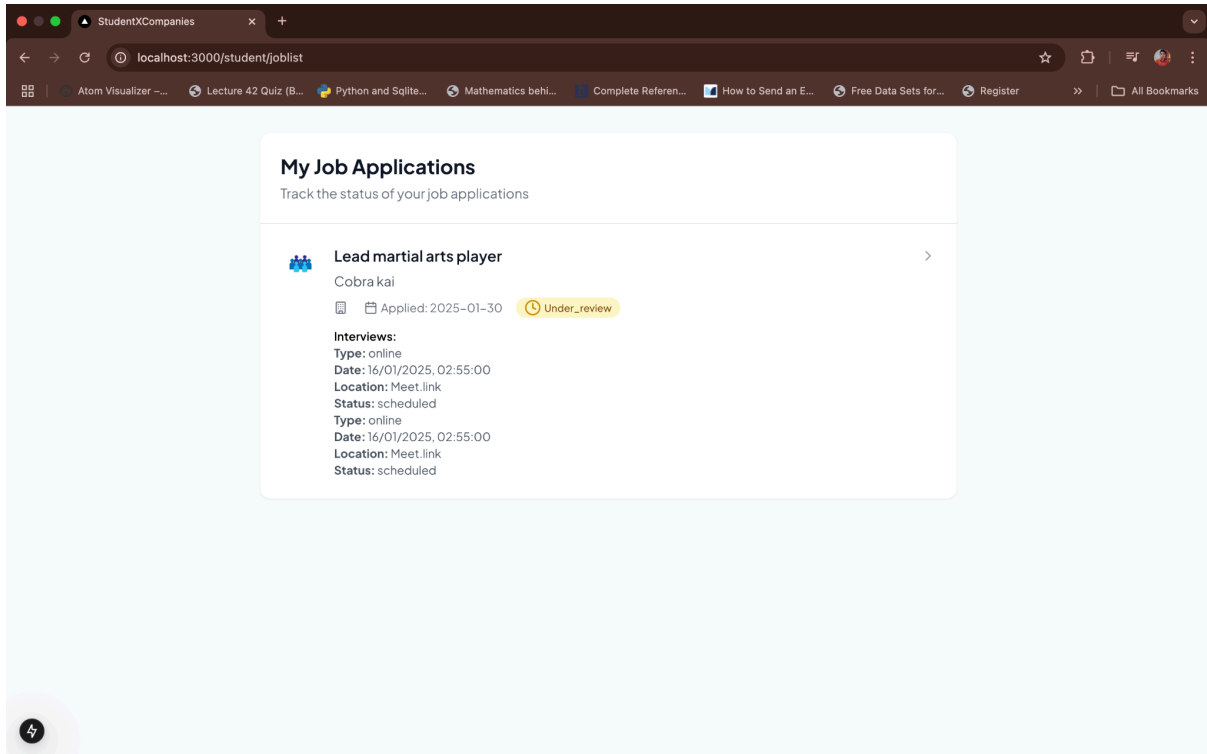 StudentXCompanies
localhost:3000/student/joblist
Atom Visualizer –...
Lecture 42 Quiz (B...
Python and Sqlite...
Mathematics behi...
Complete Referen...
How to Send an E...
Free Data Sets for...
Register
All Bookmarks
My Job Applications
Track the status of your job applications
Lead martial arts player
Cobra kai
Applied: 2025-01-30 Under_review
Interviews:
Type: online
Date: 16/01/2025, 02:55:00
Location: Meet.link
Status: scheduled
Type: online
Date: 16/01/2025, 02:55:00
Location: Meet.link
Status: scheduled